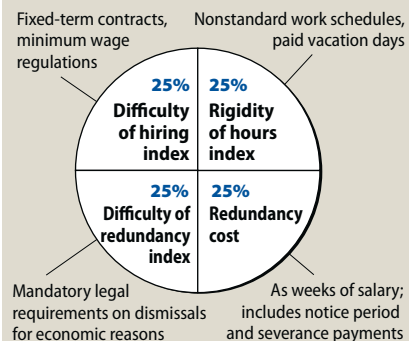 Fixed-term contracts,
minimum wage
regulations
Nonstandard work schedules,
paid vacation days
25%
Difficulty
of hiring
index
25%
Rigidity
of hours
index
25%
Difficulty of
redundancy
index
25%
Redundancy
cost
Mandatory legal
requirements on dismissals
for economic reasons
As weeks of salary;
includes notice period
and severance payments